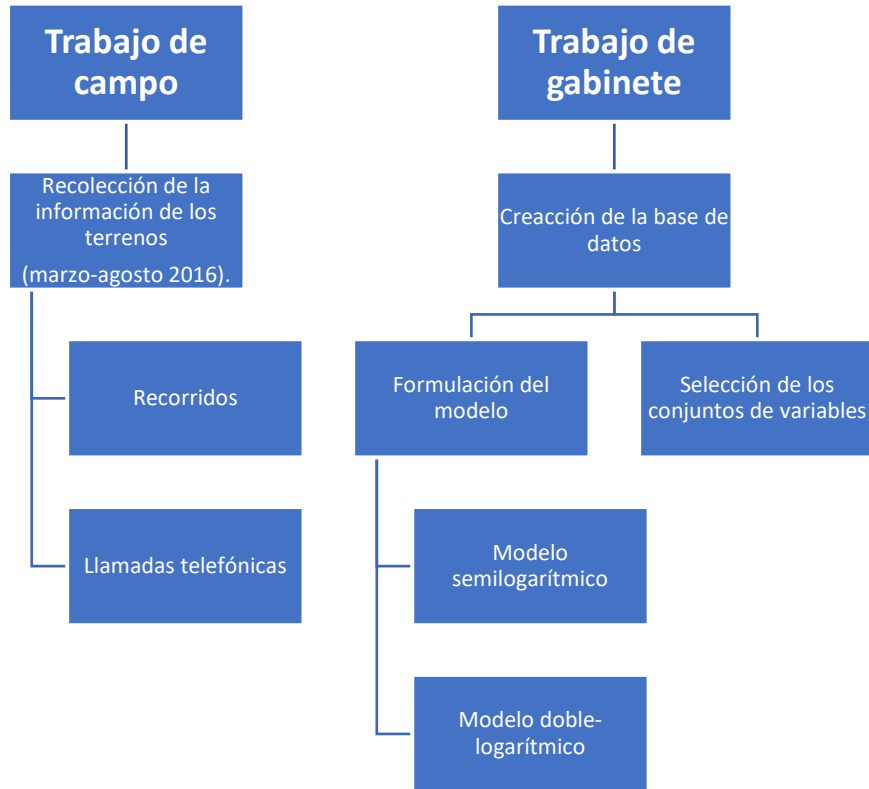 Trabajo de
campo
Recolección de la
información de los
terrenos
(marzo-agosto 2016).
Recorridos
Llamadas telefónicas
Trabajo de
gabinete
Creacción de la base de
datos
Formulación del
modelo
Selección de los
conjuntos de variables
Modelo
semilogarítmico
Modelo doble-
logarítmico